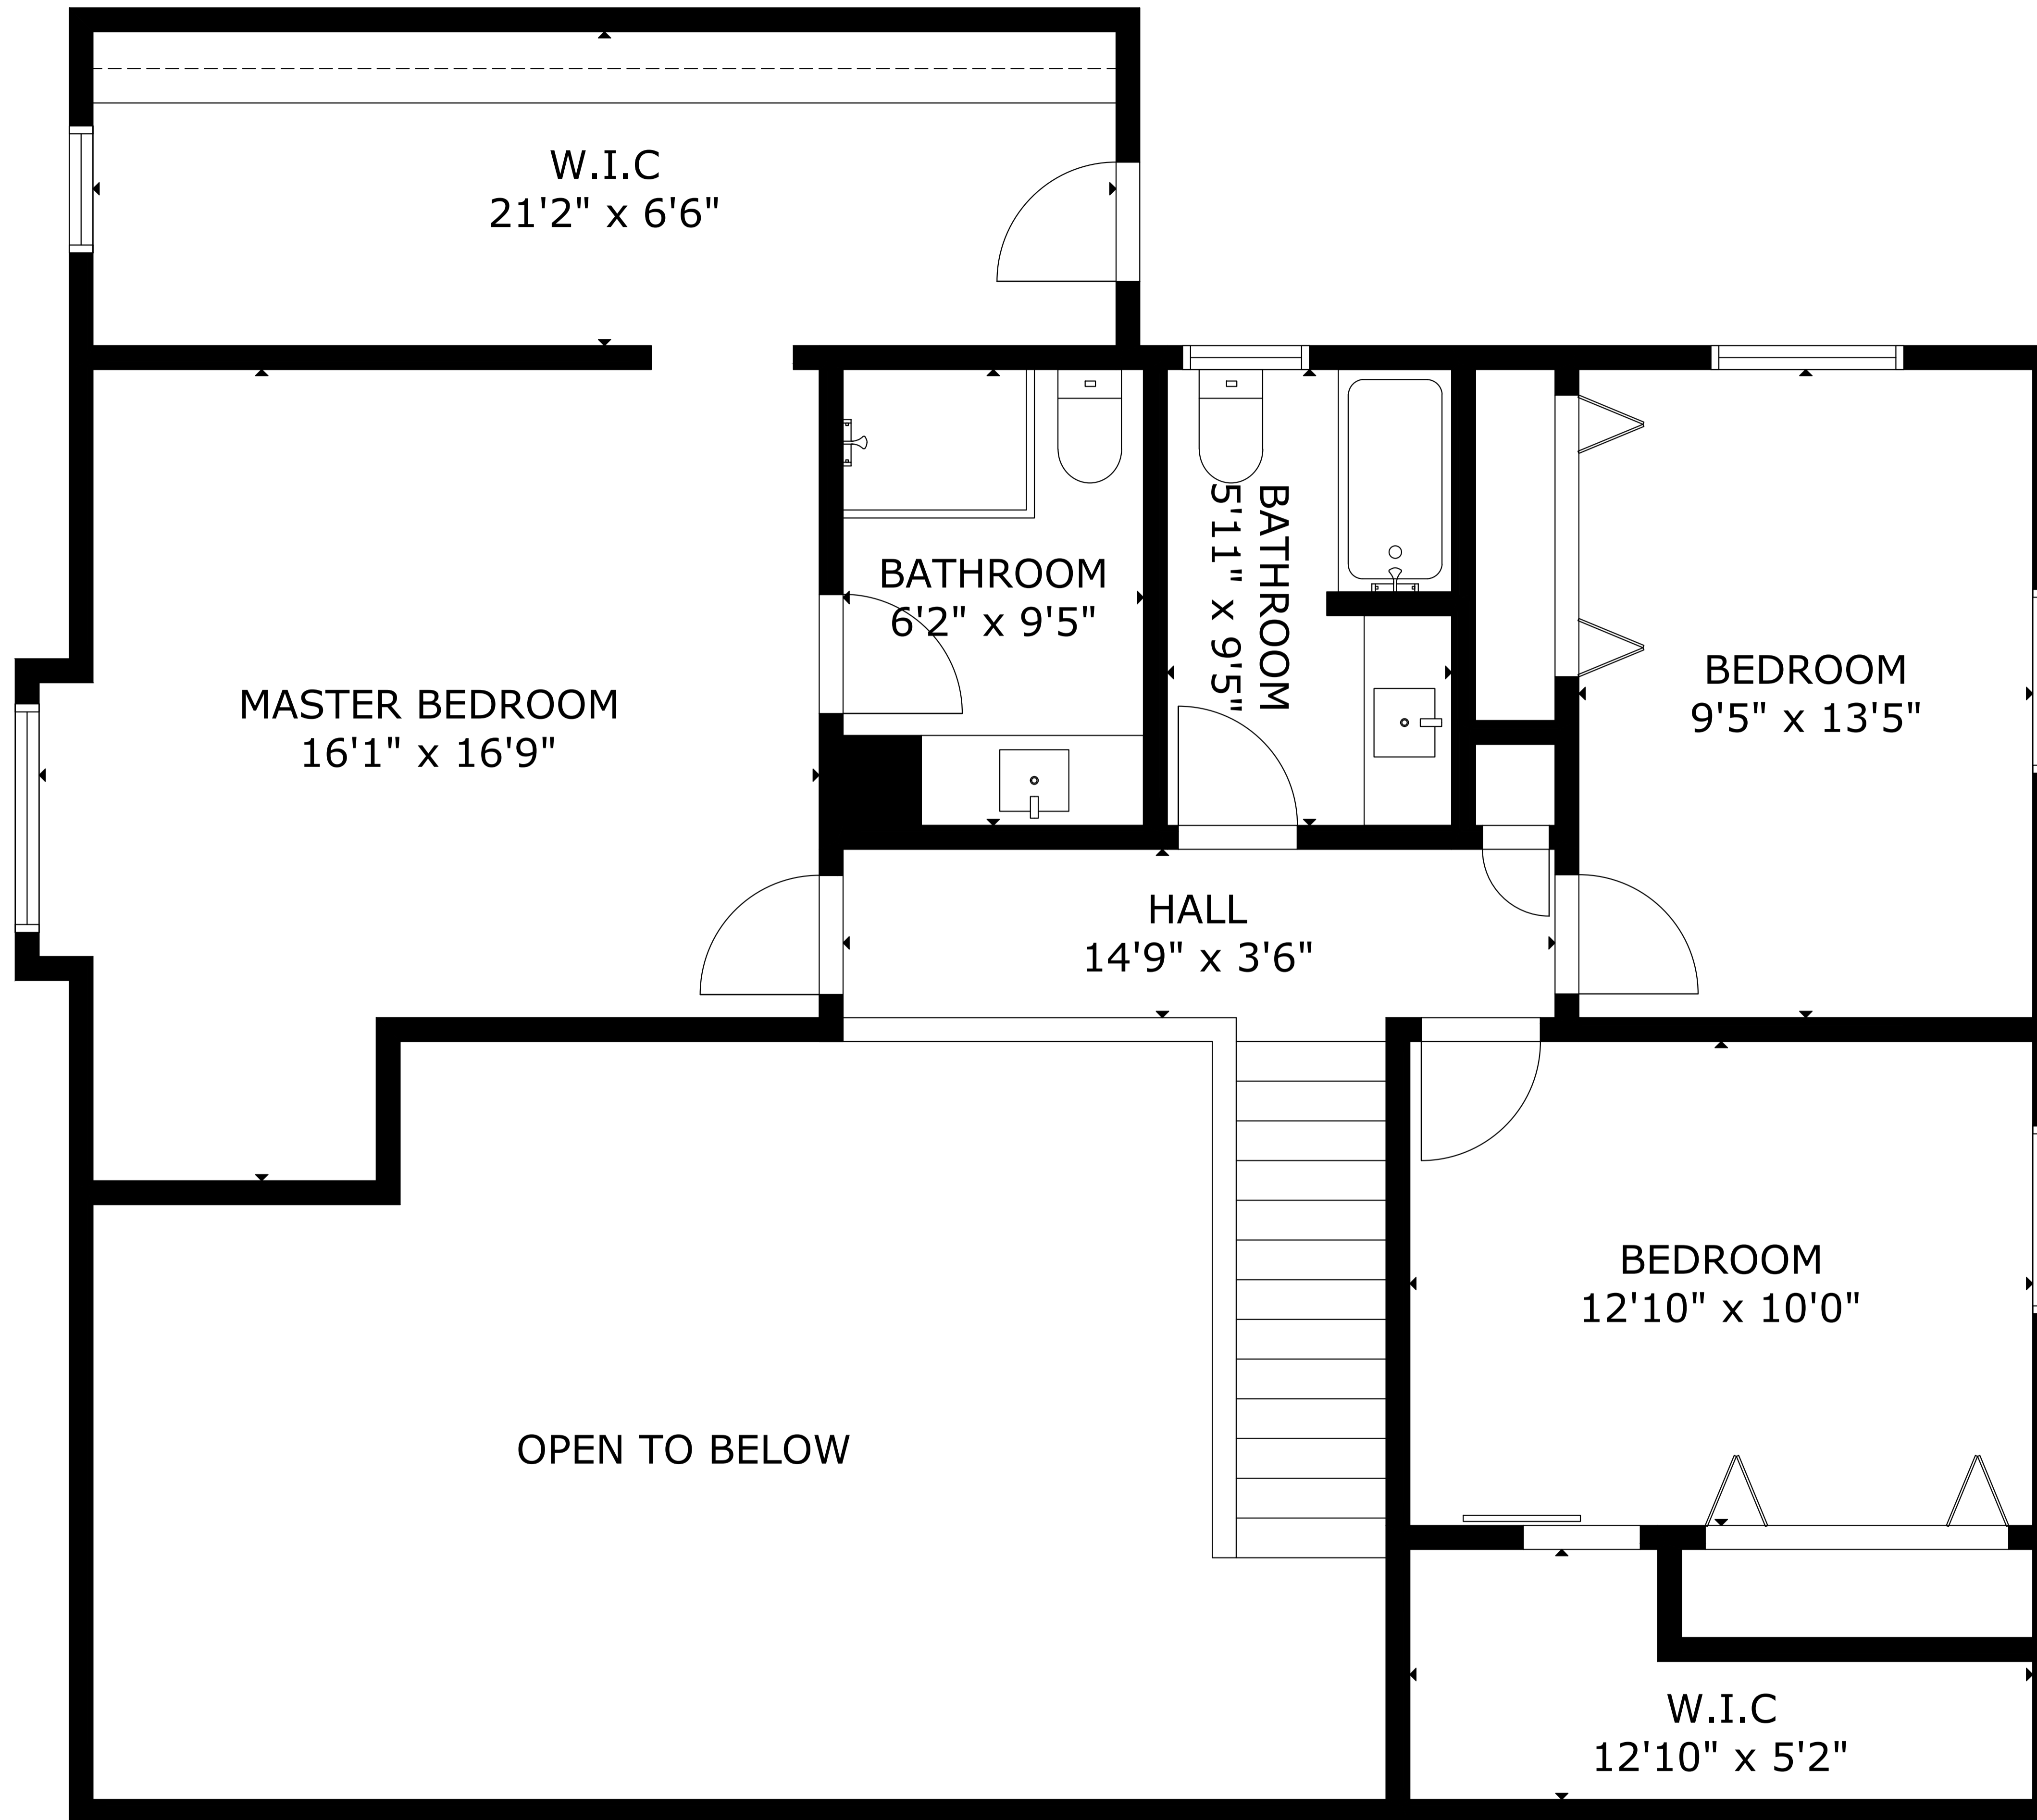 W.I.C
21'2" x 6'6"
BATHROOM
5'11" x 9'5"
BATHROOM
6'2" x 9'5"
BEDROOM
9'5" x 13'5"
MASTER BEDROOM
16'1" x 16'9"
HALL
14'9" x 3'6"
BEDROOM
12'10" x 10'0"
OPEN TO BELOW
W.I.C
12'10" x 5'2"